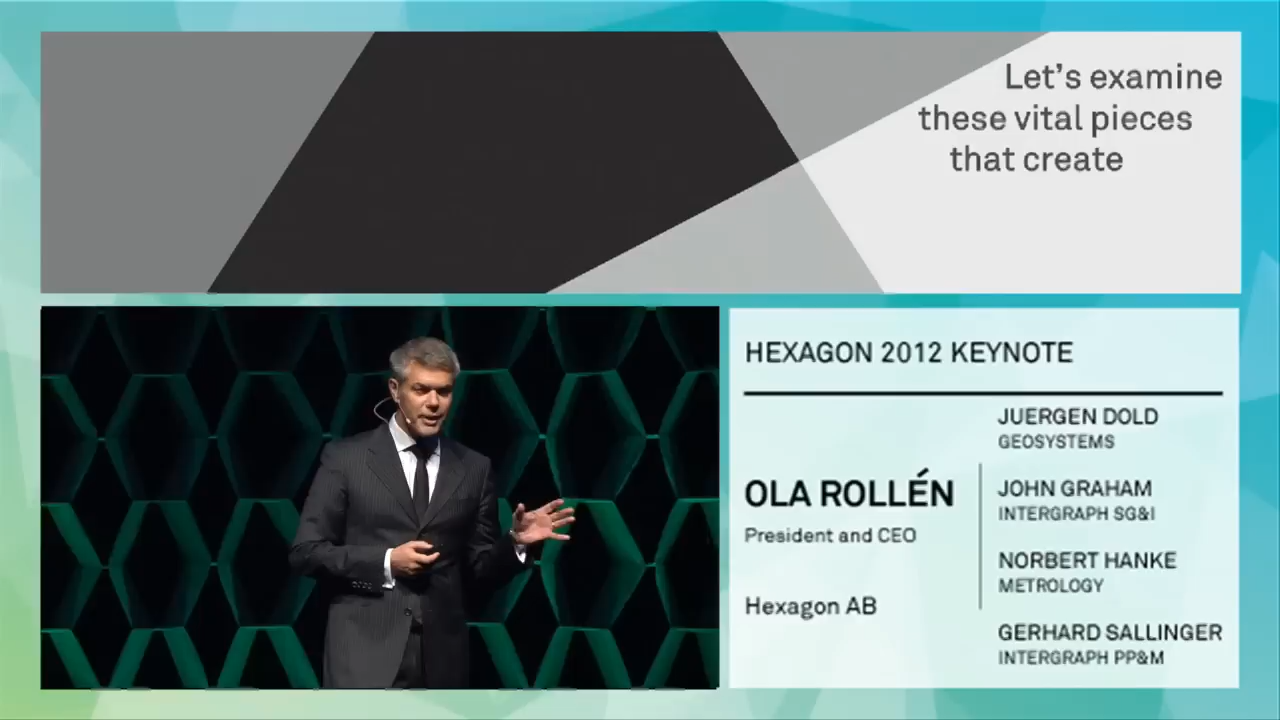 Let's examine
these vital pieces
that create
HEXAGON 2012 KEYNOTE
OLA ROLLÉN
President and CEO
Hexagon AB
JUERGEN DOLD
GEOSYSTEMS
JOHN GRAHAM
INTERGRAPH SG&I
NORBERT HANKE
METROLOGY
GERHARD SALLINGER
INTERGRAPH PP&M